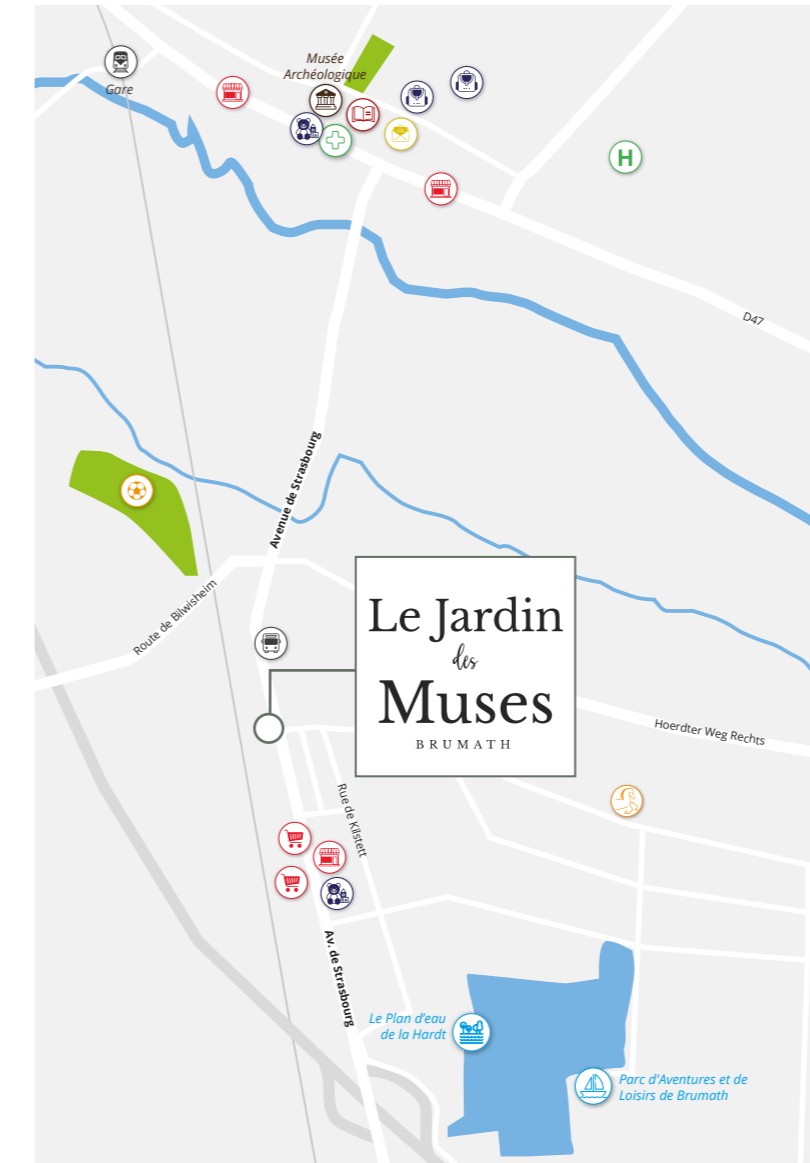 Musée
Archéologique
Gare
H
D47
Avenue de Strasbourg
Route de Bilwisheim
Le Jardin
des
Muses
BRUMATH
Hoerdter Weg Rechts
Rue de Kilstett
Av. de Strasbourg
Le Plan d'eau
de la Hardt
Parc d'Aventures et de
Loisirs de Brumath